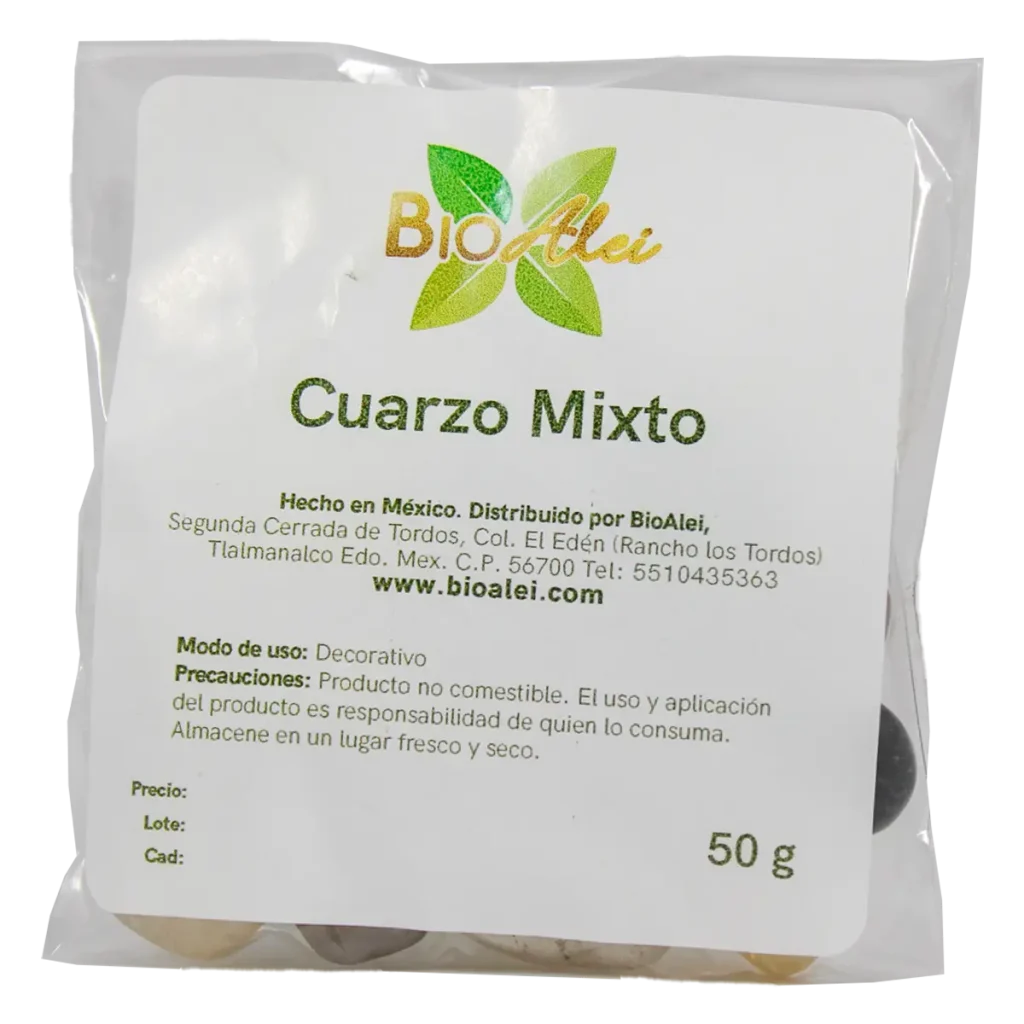 BioAlei
Cuarzo Mixto
Hecho en México. Distribuido por BioAlei,
Segunda Cerrada de Tordos, Col. El Edén (Rancho los Tordos)
Tlalmanalco Edo. Mex. C.P. 56700 Tel: 5510435363
www.bioalei.com
Modo de uso: Decorativo
Precauciones: Producto no comestible. El uso y aplicación
del producto es responsabilidad de quien lo consuma.
Almacene en un lugar fresco y seco.
Precio:
Lote:
Cad:
50 g